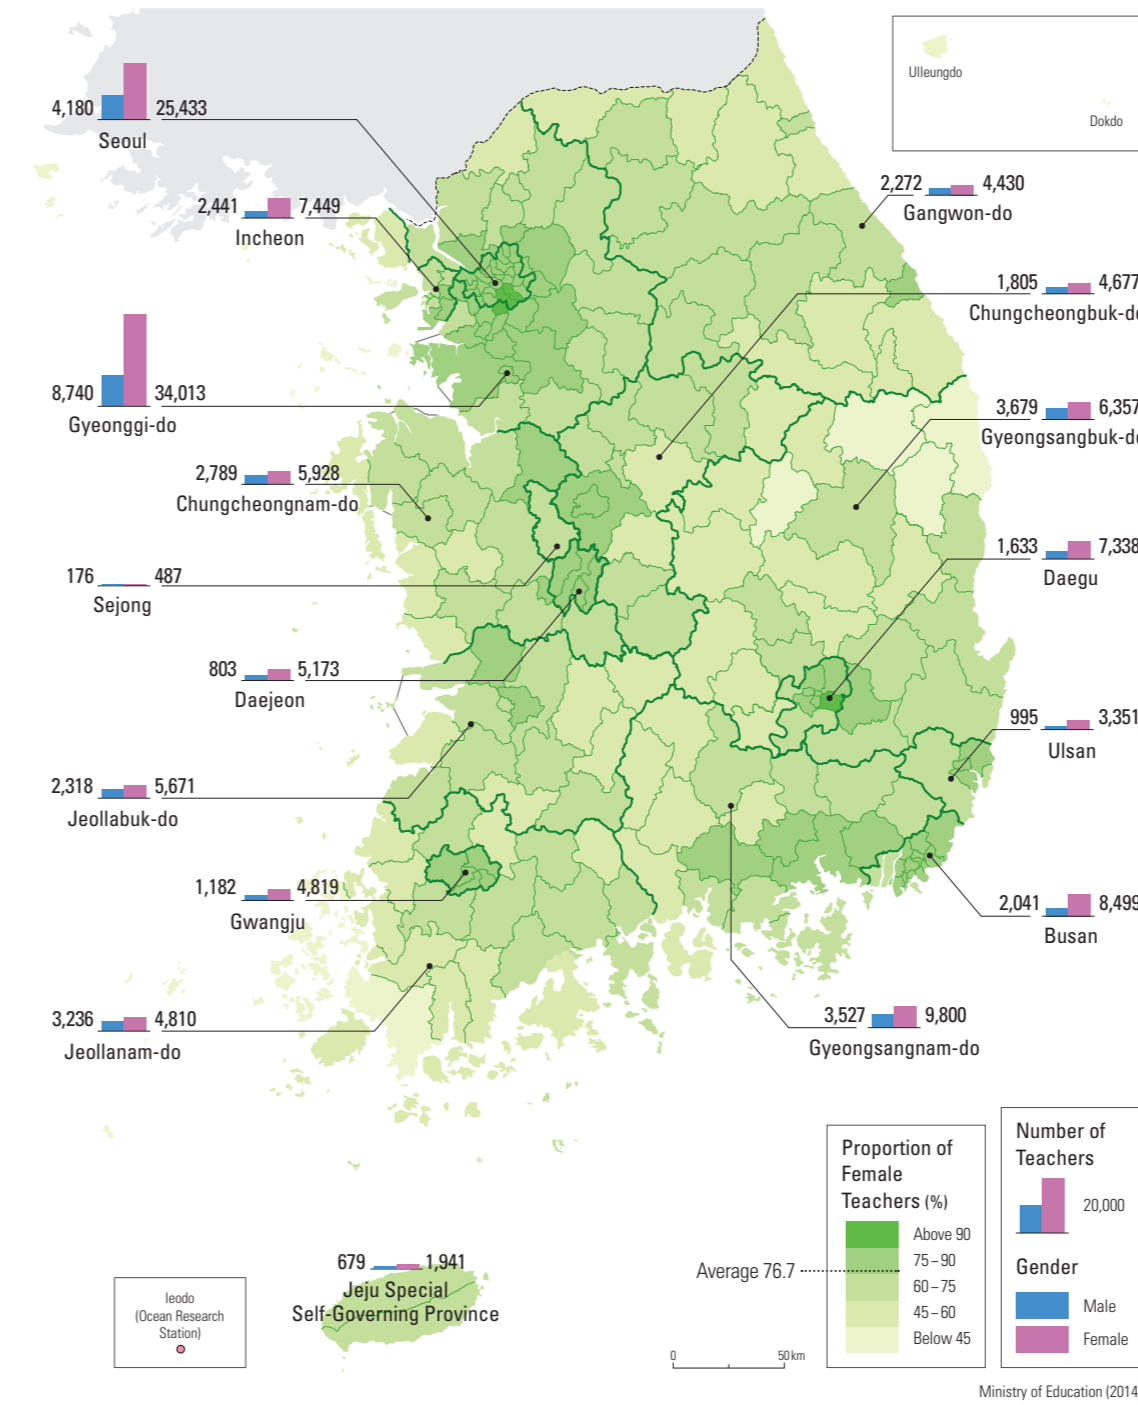 Ulleungdo
Dokdo
4,180 25,433
Seoul
2,272 4,430
Gangwon-do
2,441 7,449
Incheon
1,805 4,677
Chungcheongbuk-do
8,740 34,013
Gyeonggi-do
3,679 6,357
Gyeongsangbuk-do
2,789 5,928
Chungcheongnam-do
1,633 7,338
Daegu
176 487
Sejong
803 5,173
Daejeon
995 3,351
Ulsan
2,318 5,671
Jeollabuk-do
1,182 4,819
Gwangju
2,041 8,499
Busan
3,236 4,810
Jeollanam-do
3,527 9,800
Gyeongsangnam-do
679 1,941
Jeju Special
Self-Governing Province
Ieodo
(Ocean Research
Station)
Average 76.7
0 50 km
Proportion of
Female
Teachers (%)
Above 90
75–90
60–75
45–60
Below 45
Number of
Teachers
20,000
Gender
Male
Female
Ministry of Education (2014